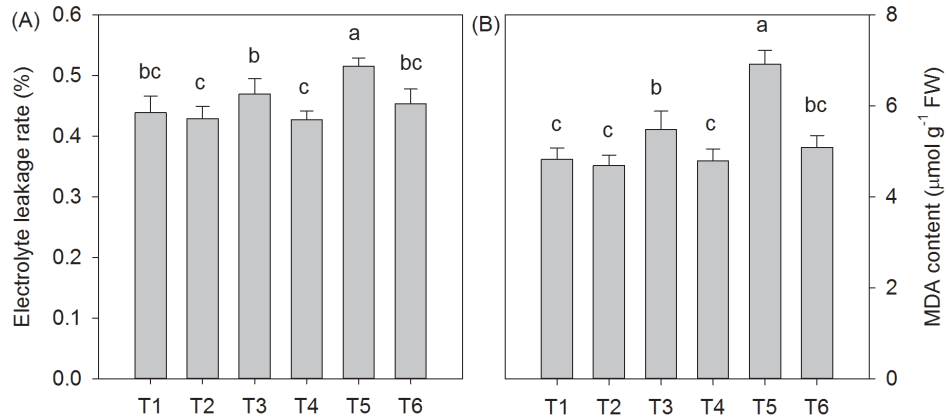 (A)
Electrolyte leakage rate (%)
0.6
0.5
0.4
0.3
0.2
0.1
0.0
bc
c
b
c
a
bc
T1 T2 T3 T4 T5 T6
(B)
c
c
b
c
a
bc
T1 T2 T3 T4 T5 T6
8
6
4
2
0
MDA content (μmol g⁻¹ FW)